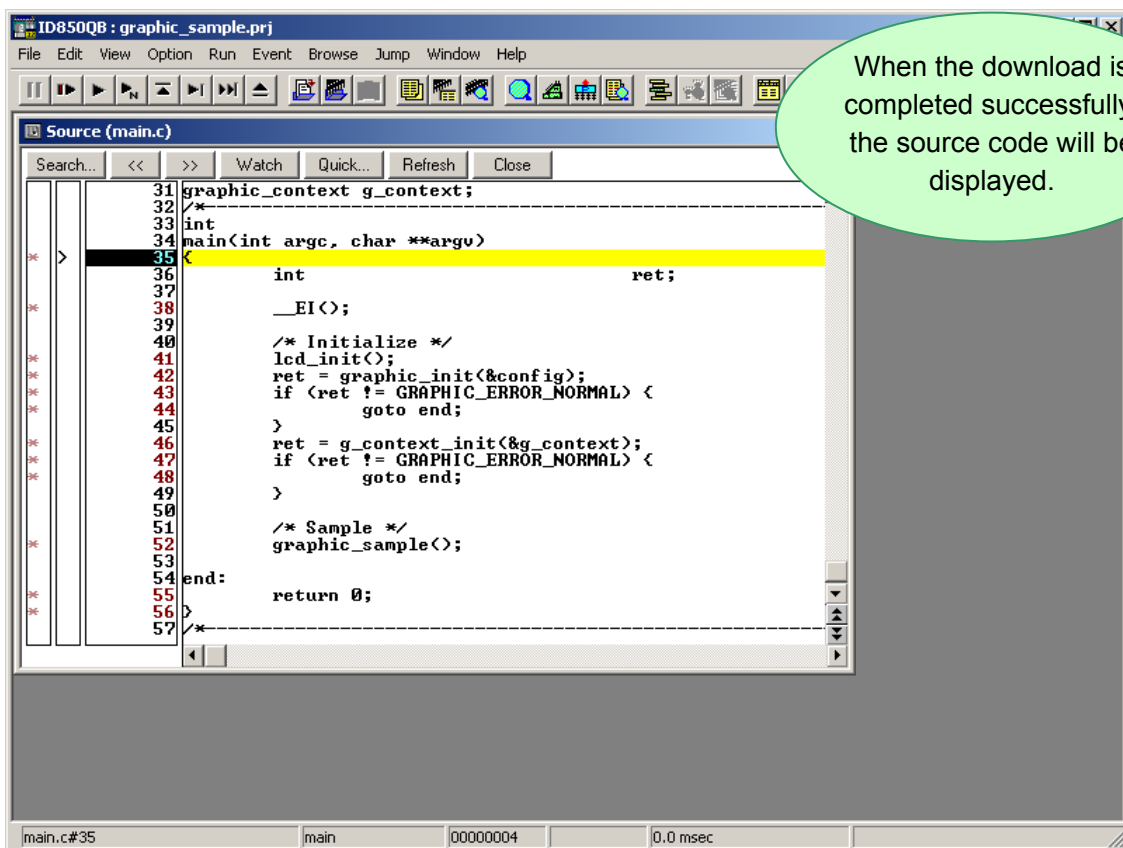 ID850QB : graphic_sample.prj
File Edit View Option Run Event Browse Jump Window Help
When the download is
completed successfully
the source code will be
displayed.
Source (main.c)
Search... << >> Watch Quick... Refresh Close
31 graphic_context g_context;
32 /*------------------------------------------------------------
33 int
34 main(int argc, char **argv)
* > 35 {
36 int ret;
37
* 38 __EI();
39
40 /* Initialize */
* 41 lcd_init();
* 42 ret = graphic_init(&config);
* 43 if (ret != GRAPHIC_ERROR_NORMAL) {
* 44 goto end;
45 }
* 46 ret = g_context_init(&g_context);
* 47 if (ret != GRAPHIC_ERROR_NORMAL) {
* 48 goto end;
49 }
50
51 /* Sample */
* 52 graphic_sample();
53
54 end:
* 55 return 0;
* 56 }
57 /*------------------------------------------------------------
main.c#35 main 00000004 0.0 msec